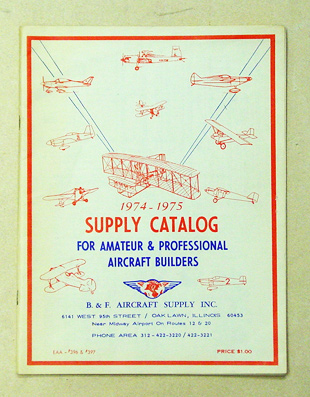 1974-1975
SUPPLY CATALOG
FOR AMATEUR & PROFESSIONAL
AIRCRAFT BUILDERS
B. & F. AIRCRAFT SUPPLY INC.
6141 WEST 95th STREET / OAK LAWN, ILLINOIS 60453
Near Midway Airport On Routes 12 & 20
PHONE AREA 312-422-3220 / 422-3221
PRICE $1.00